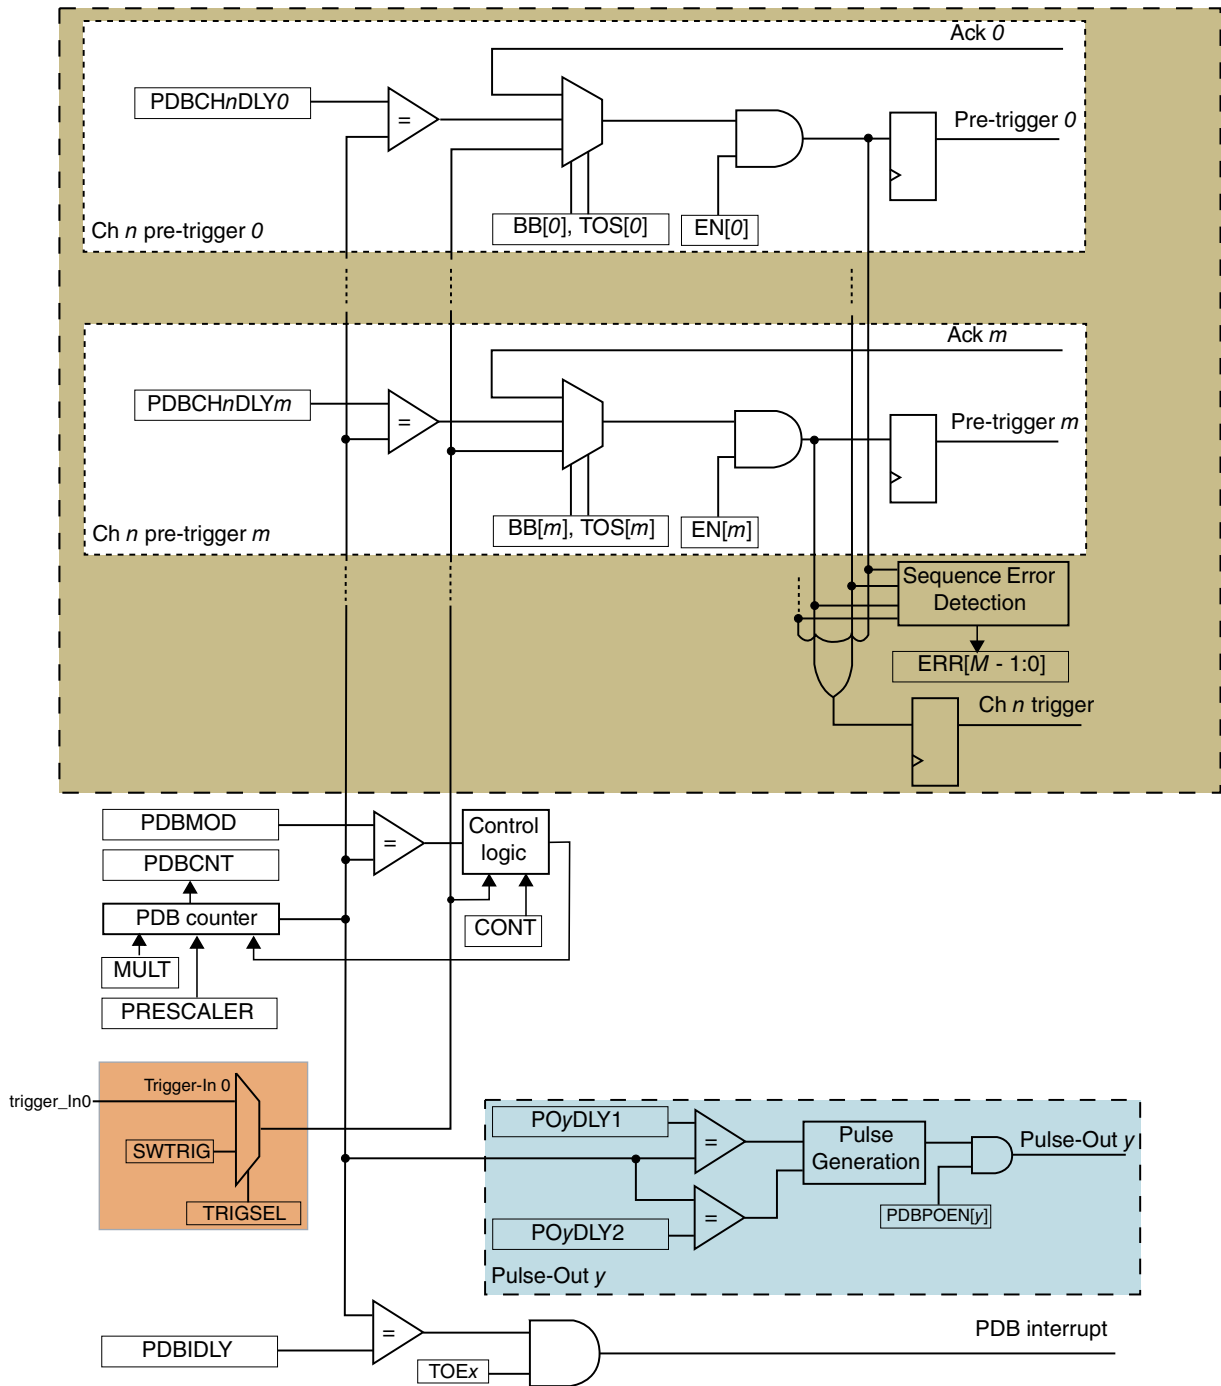 Ack 0
PDBCHnDLY0
=
Pre-trigger 0
BB[0], TOS[0]
EN[0]
Ch n pre-trigger 0
Ack m
PDBCHnDLYm
=
Pre-trigger m
BB[m], TOS[m]
EN[m]
Ch n pre-trigger m
Sequence Error
Detection
ERR[M - 1:0]
Ch n trigger
PDBMOD
=
Control
logic
PDBCNT
PDB counter
CONT
MULT
PRESCALER
Trigger-In 0
trigger_In0
SWTRIG
TRIGSEL
POyDLY1
=
Pulse
Generation
Pulse-Out y
POyDLY2
=
PDBPOEN[y]
Pulse-Out y
PDB interrupt
PDBIDLY
=
TOEx